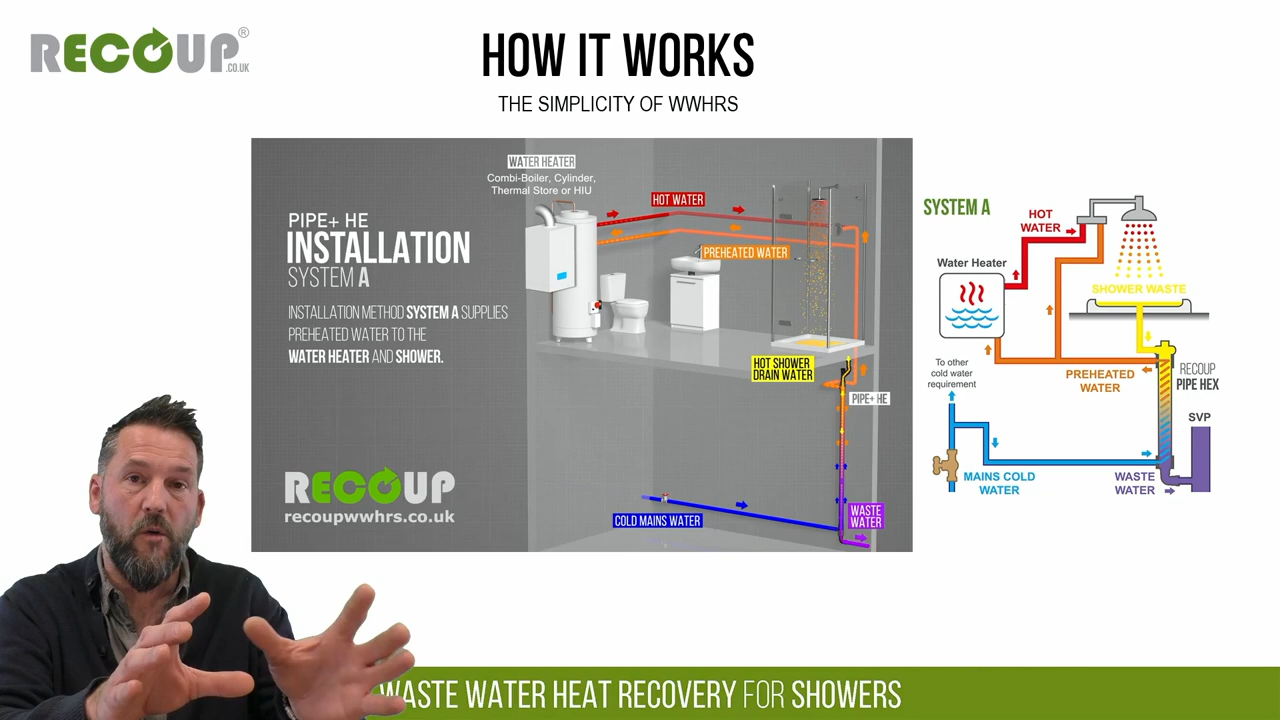 RECOUP®
.CO.UK
HOW IT WORKS
THE SIMPLICITY OF WWHRS
WATER HEATER
Combi-Boiler, Cylinder,
Thermal Store or HIU
PIPE+ HE
INSTALLATION
SYSTEM A
INSTALLATION METHOD SYSTEM A SUPPLIES
PREHEATED WATER TO THE
WATER HEATER AND SHOWER.
HOT WATER
PREHEATED WATER
HOT SHOWER
DRAIN WATER
PIPE+ HE
COLD MAINS WATER
WASTE
WATER
RECOUP
recoupwwhrs.co.uk
SYSTEM A
HOT
WATER
Water Heater
SHOWER WASTE
To other
cold water
requirement
PREHEATED
WATER
RECOUP
PIPE HEX
SVP
MAINS COLD
WATER
WASTE
WATER
WASTE WATER HEAT RECOVERY FOR SHOWERS